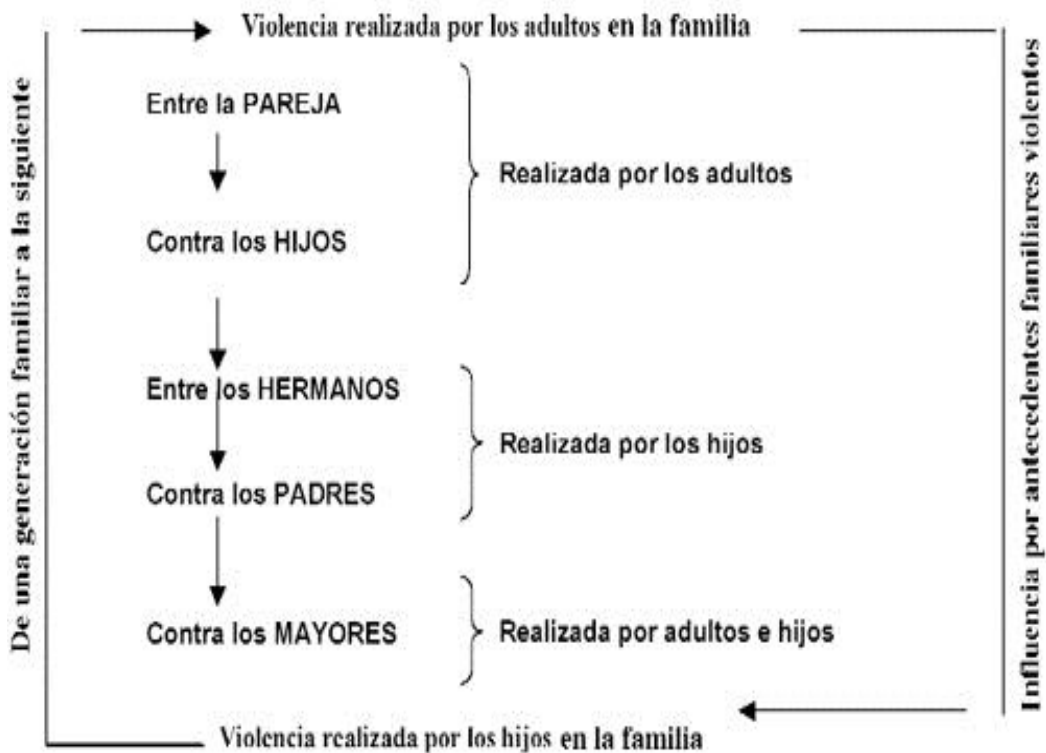 Violencia realizada por los adultos en la familia
De una generación familiar a la siguiente
Entre la PAREJA
Contra los HIJOS
Realizada por los adultos
Entre los HERMANOS
Contra los PADRES
Realizada por los hijos
Contra los MAYORES
Realizada por adultos e hijos
Influencia por antecedentes familiares violentos
Violencia realizada por los hijos en la familia